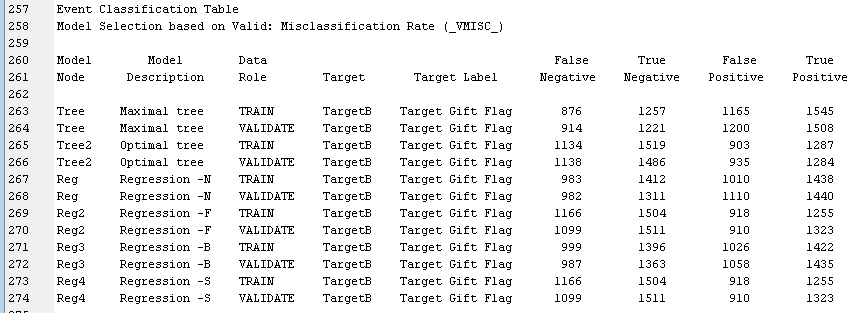 257 Event Classification Table
258 Model Selection based on Valid: Misclassification Rate (_VMISC_)
259
260 Model Model Data False True False True
261 Node Description Role Target Target Label Negative Negative Positive Positive
262
263 Tree Maximal tree TRAIN TargetB Target Gift Flag 876 1257 1165 1545
264 Tree Maximal tree VALIDATE TargetB Target Gift Flag 914 1221 1200 1508
265 Tree2 Optimal tree TRAIN TargetB Target Gift Flag 1134 1519 903 1287
266 Tree2 Optimal tree VALIDATE TargetB Target Gift Flag 1138 1486 935 1284
267 Reg Regression -N TRAIN TargetB Target Gift Flag 983 1412 1010 1438
268 Reg Regression -N VALIDATE TargetB Target Gift Flag 982 1311 1110 1440
269 Reg2 Regression -F TRAIN TargetB Target Gift Flag 1166 1504 918 1255
270 Reg2 Regression -F VALIDATE TargetB Target Gift Flag 1099 1511 910 1323
271 Reg3 Regression -B TRAIN TargetB Target Gift Flag 999 1396 1026 1422
272 Reg3 Regression -B VALIDATE TargetB Target Gift Flag 987 1363 1058 1435
273 Reg4 Regression -S TRAIN TargetB Target Gift Flag 1166 1504 918 1255
274 Reg4 Regression -S VALIDATE TargetB Target Gift Flag 1099 1511 910 1323